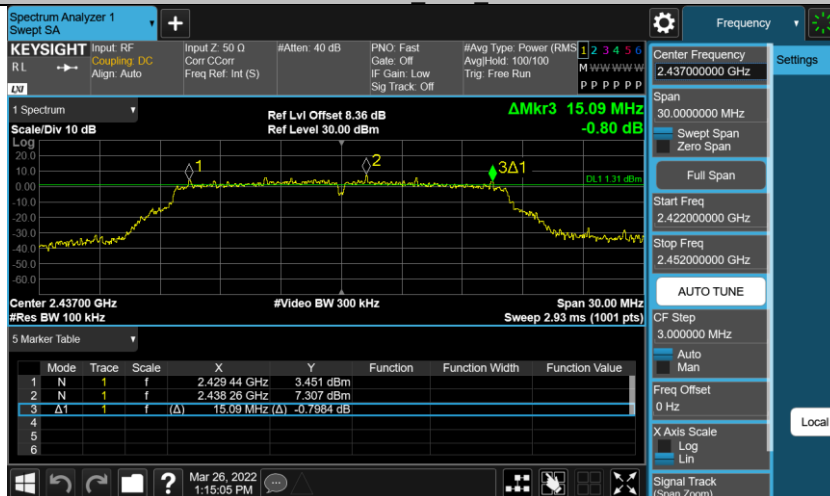 Spectrum Analyzer 1
Swept SA
+
Frequency
KEYSIGHT
RL
LXI
Input: RF
Coupling: DC
Align: Auto
Input Z: 50 Ω
Corr CCorr
Freq Ref: Int (S)
#Atten: 40 dB
PNO: Fast
Gate: Off
IF Gain: Low
Sig Track: Off
#Avg Type: Power (RMS
Avg|Hold: 100/100
Trig: Free Run
1 2 3 4 5 6
M W W W W W
P P P P P P
Center Frequency
2.437000000 GHz
Settings
Span
30.0000000 MHz
Swept Span
Zero Span
Full Span
Start Freq
2.422000000 GHz
Stop Freq
2.452000000 GHz
AUTO TUNE
CF Step
3.000000 MHz
Auto
Man
Freq Offset
0 Hz
X Axis Scale
Log
Lin
Signal Track
(Span Zoom)
Local
1 Spectrum
Scale/Div 10 dB
Ref Lvl Offset 8.36 dB
Ref Level 30.00 dBm
ΔMkr3 15.09 MHz
-0.80 dB
Log
20.0
10.0
0.00
-10.0
-20.0
-30.0
-40.0
-50.0
-60.0
1
2
3Δ1
DL1 1.31 dBm
Center 2.43700 GHz
#Res BW 100 kHz
#Video BW 300 kHz
Span 30.00 MHz
Sweep 2.93 ms (1001 pts)
5 Marker Table
Mode Trace Scale X Y Function Function Width Function Value
1 N 1 f 2.429 44 GHz 3.451 dBm
2 N 1 f 2.438 26 GHz 7.307 dBm
3 Δ1 1 f (Δ) 15.09 MHz (Δ) -0.7984 dB
4
5
6
?
Mar 26, 2022
1:15:05 PM